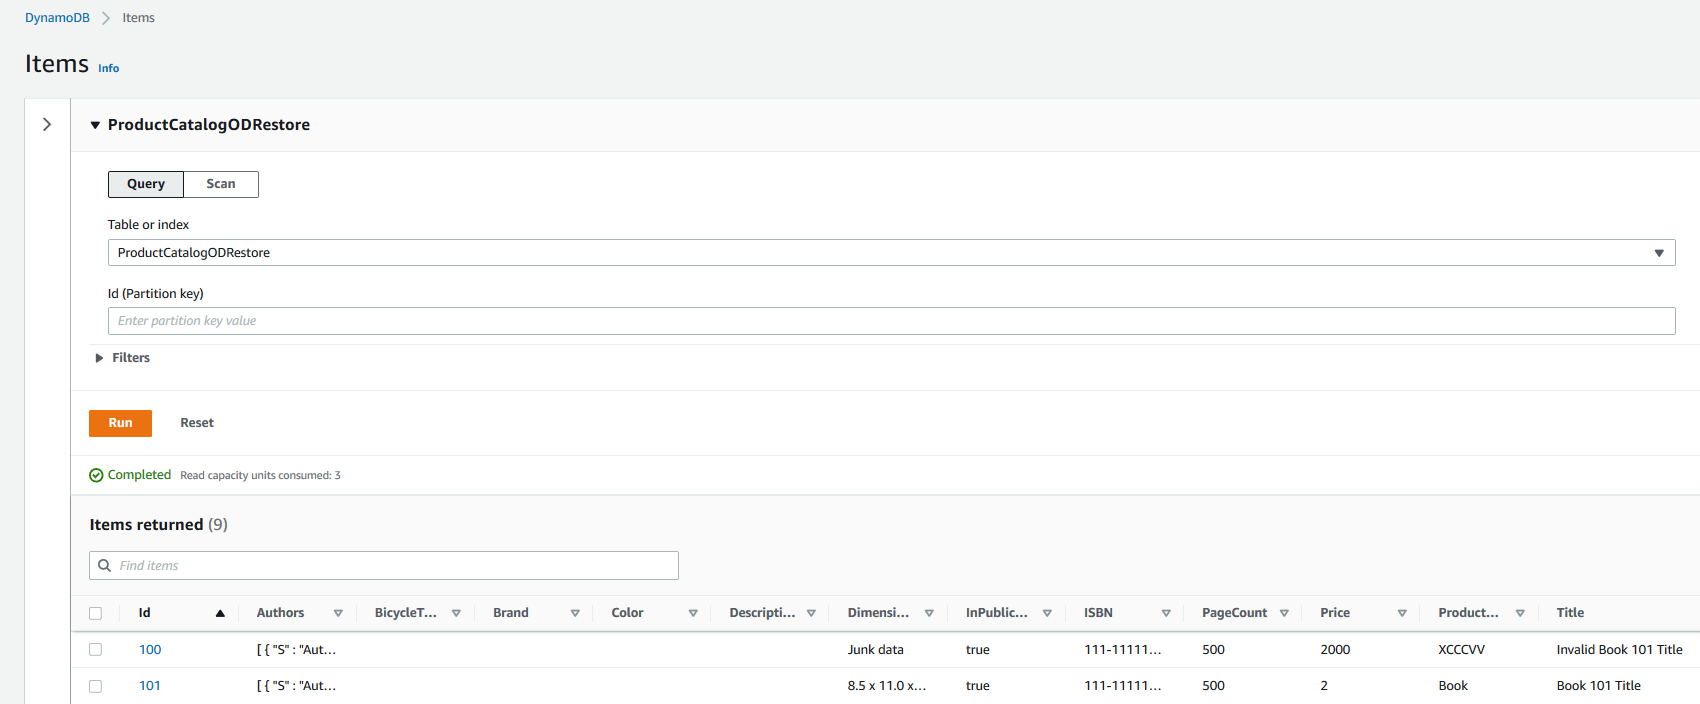 DynamoDB > Items
Items Info
ProductCatalogODRestore
Query Scan
Table or index
ProductCatalogODRestore
Id (Partition key)
Enter partition key value
Filters
Run Reset
Completed Read capacity units consumed: 3
Items returned (9)
Find items
Id Authors BicycleT... Brand Color Descripti... Dimensi... InPublic... ISBN PageCount Price Product... Title
100 [ { "S" : "Aut... Junk data true 111-11111... 500 2000 XCCCVV Invalid Book 101 Title
101 [ { "S" : "Aut... 8.5 x 11.0 x... true 111-11111... 500 2 Book Book 101 Title